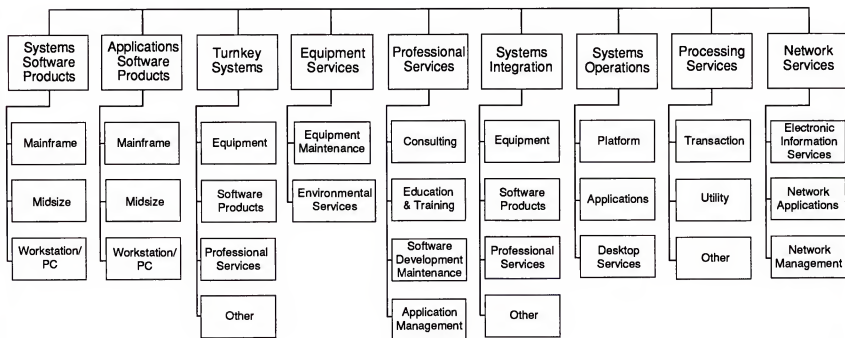 Systems
Software
Products
Applications
Software
Products
Turnkey
Systems
Equipment
Services
Professional
Services
Systems
Integration
Systems
Operations
Processing
Services
Network
Services
Mainframe
Midsize
Workstation/
PC
Mainframe
Midsize
Workstation/
PC
Equipment
Software
Products
Professional
Services
Other
Equipment
Maintenance
Environmental
Services
Consulting
Education
& Training
Software
Development
Maintenance
Application
Management
Equipment
Software
Products
Professional
Services
Other
Platform
Applications
Desktop
Services
Transaction
Utility
Other
Electronic
Information
Services
Network
Applications
Network
Management